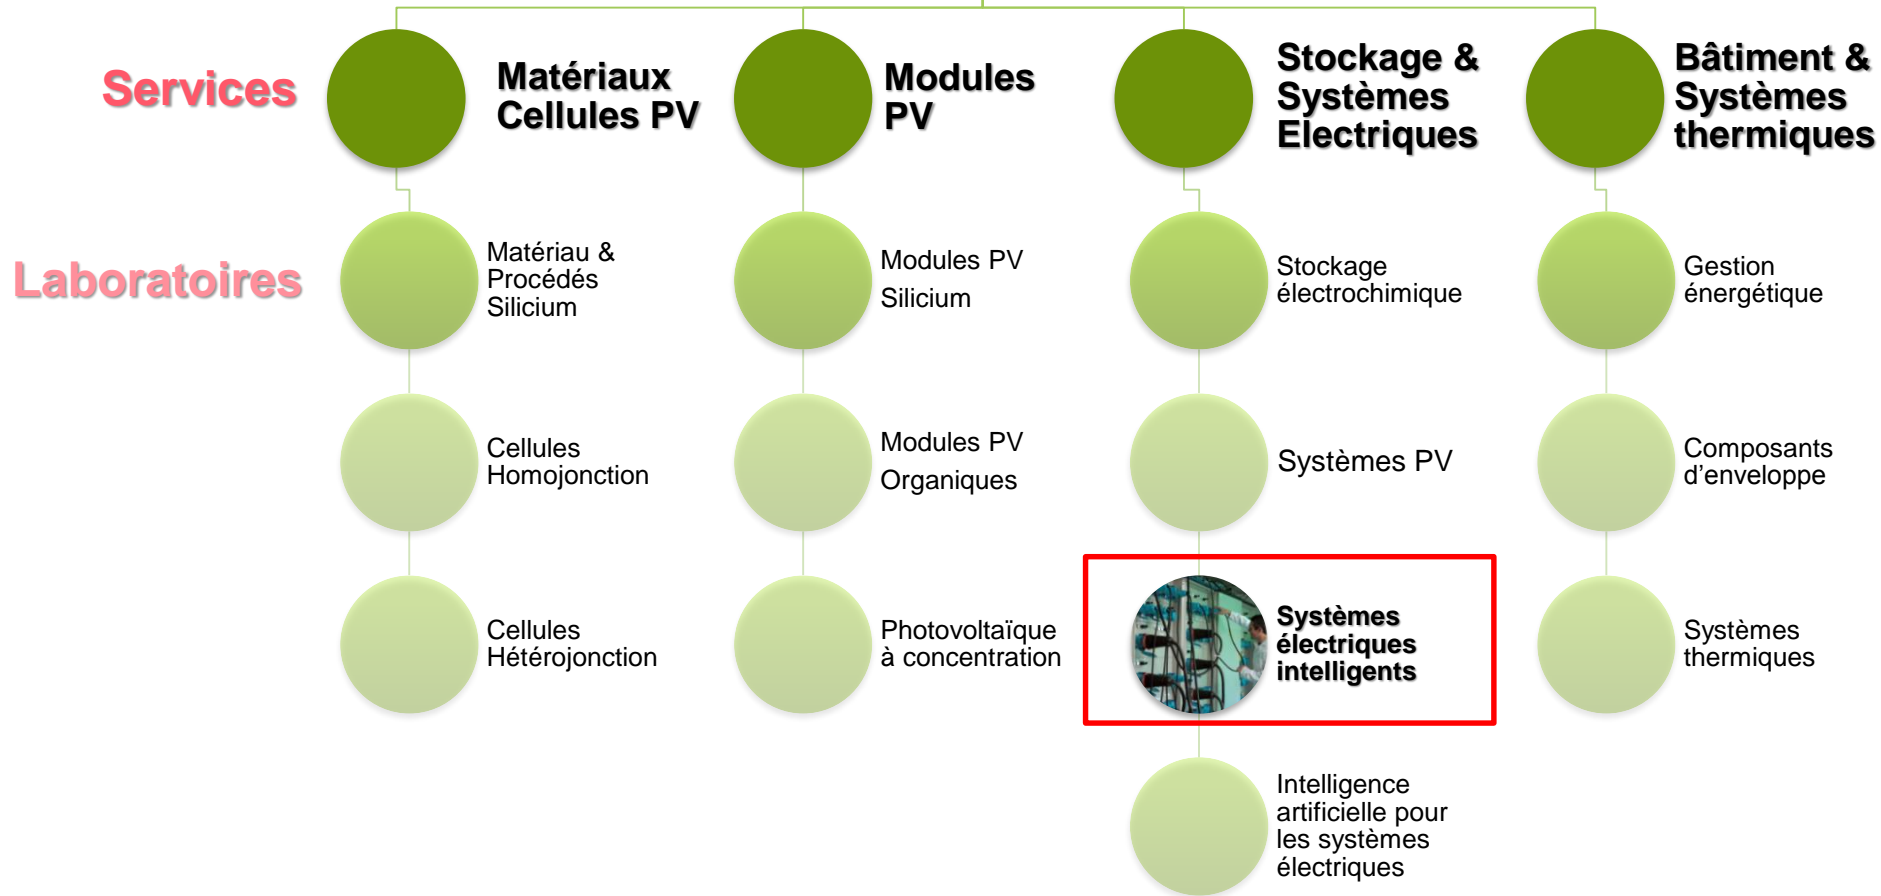 Services
Matériaux
Cellules PV
Modules
PV
Stockage &
Systèmes
Electriques
Bâtiment &
Systèmes
thermiques
Laboratoires
Matériau &
Procédés
Silicium
Modules PV
Silicium
Stockage
électrochimique
Gestion
énergétique
Cellules
Homojonction
Modules PV
Organiques
Systèmes PV
Composants
d’enveloppe
Cellules
Hétérojonction
Photovoltaïque
à concentration
Systèmes
électriques
intelligents
Systèmes
thermiques
Intelligence
artificielle pour
les systèmes
électriques